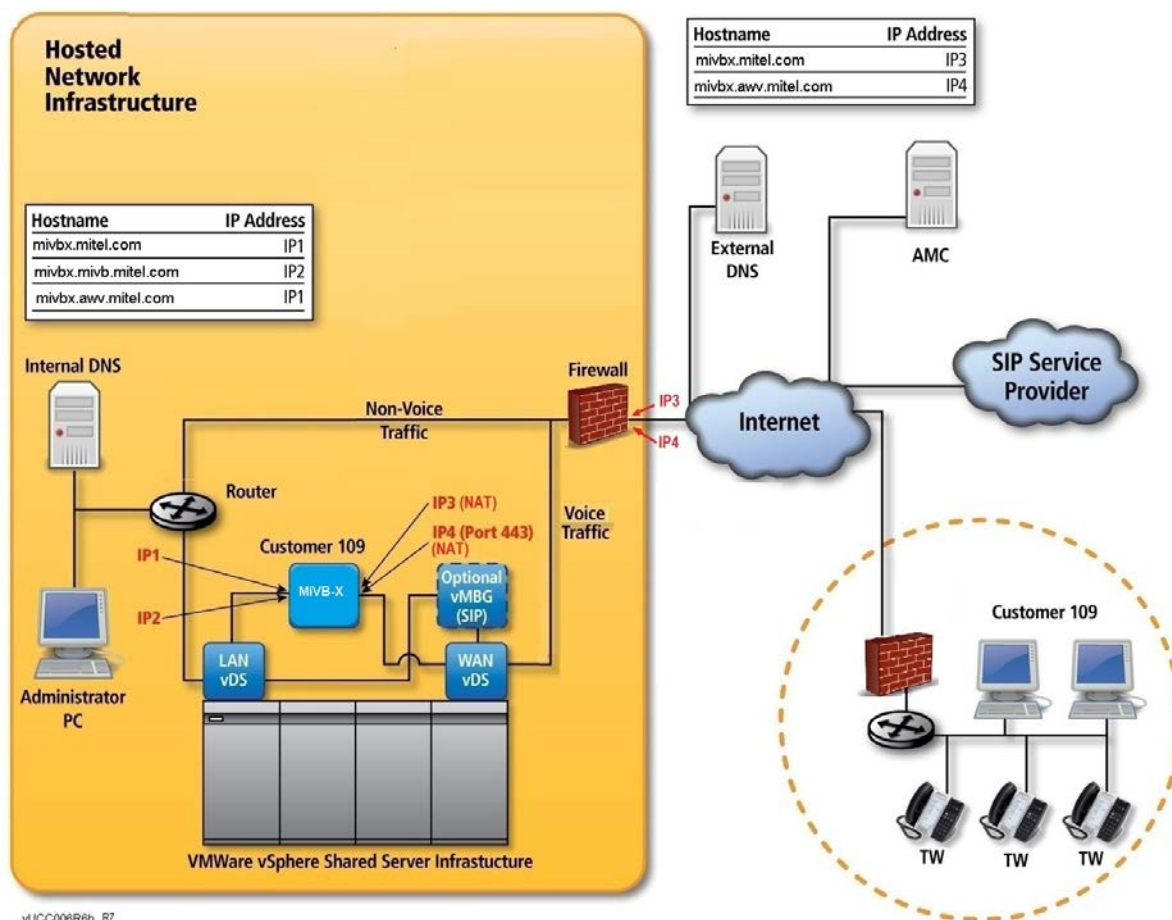 Hosted
Network
Infrastructure
Hostname IP Address
mivbx.mitel.com IP3
mivbx.awv.mitel.com IP4
External
DNS
AMC
Hostname IP Address
mivbx.mitel.com IP1
mivbx.mivb.mitel.com IP2
mivbx.awv.mitel.com IP1
SIP Service
Provider
Internal DNS
Firewall
Non-Voice
Traffic
IP3
IP4
Internet
Router
IP3 (NAT)
Voice
Traffic
IP1
Customer 109
IP4 (Port 443)
(NAT)
MiVB-X
Optional
vMBG
(SIP)
IP2
Customer 109
LAN
vDS
WAN
vDS
Administrator
PC
TW
TW
TW
VMWare vSphere Shared Server Infrastucture
vUCC006R6b_R7